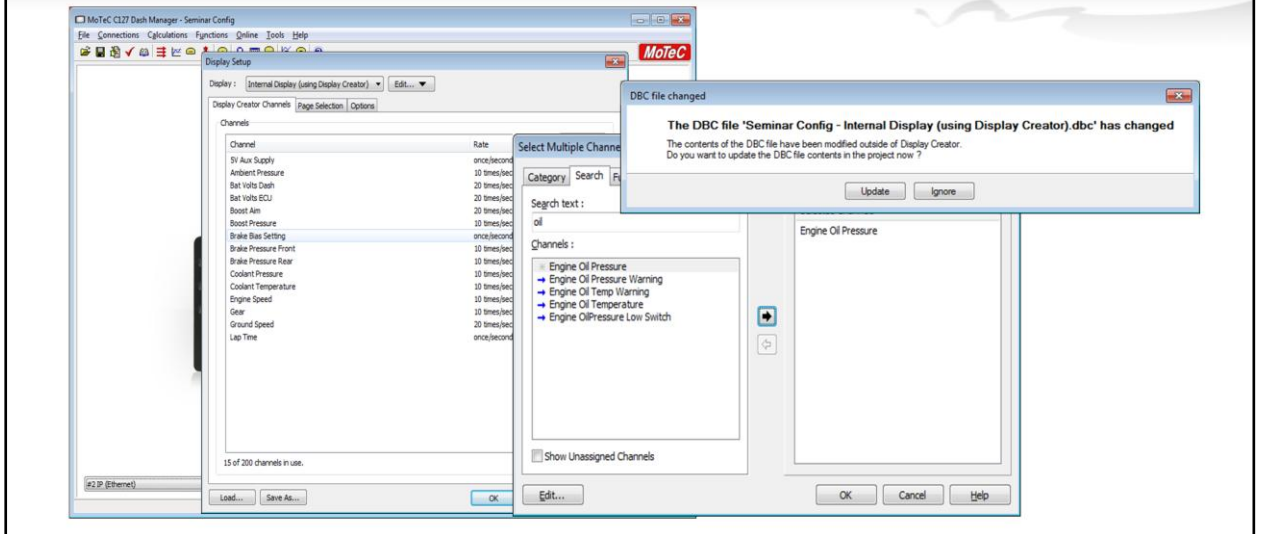 MoTeC C127 Dash Manager - Seminar Config
File Connections Calculations Functions Online Tools Help
MoTeC
Display Setup
Display : Internal Display (using Display Creator) Edit...
Display Creator Channels Page Selection Options
Channels
Channel Rate
5V Aux Supply once/second
Ambient Pressure 10 times/sec
Bat Volts Dash 20 times/sec
Bat Volts ECU 20 times/sec
Boost Aim 20 times/sec
Boost Pressure 10 times/sec
Brake Bias Setting once/second
Brake Pressure Front 10 times/sec
Brake Pressure Rear 10 times/sec
Coolant Pressure 10 times/sec
Coolant Temperature 10 times/sec
Engine Speed 10 times/sec
Gear 10 times/sec
Ground Speed 20 times/sec
Lap Time once/second
15 of 200 channels in use.
Load... Save As... OK
#2 IP (Ethernet)
Select Multiple Channe
Category Search Fu
Search text :
oil
Channels :
Engine Oil Pressure
Engine Oil Pressure Warning
Engine Oil Temp Warning
Engine Oil Temperature
Engine OilPressure Low Switch
Show Unassigned Channels
Edit...
Engine Oil Pressure
OK Cancel Help
DBC file changed
The DBC file 'Seminar Config - Internal Display (using Display Creator).dbc' has changed
The contents of the DBC file have been modified outside of Display Creator.
Do you want to update the DBC file contents in the project now ?
Update Ignore